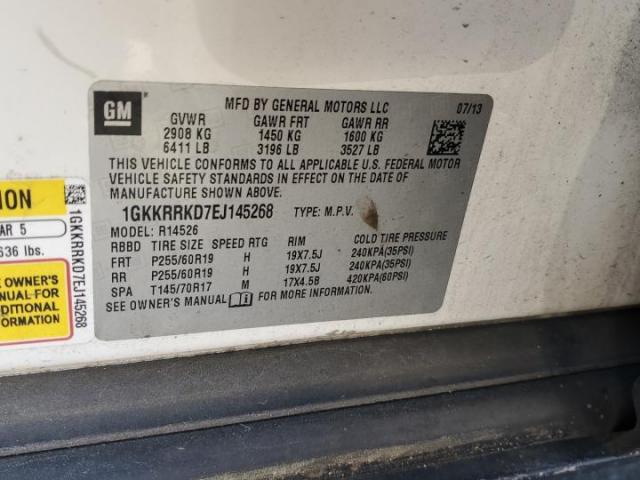 GM
MFD BY GENERAL MOTORS LLC 07/13
GVWR GAWR FRT GAWR RR
2908 KG 1450 KG 1600 KG
6411 LB 3196 LB 3527 LB
THIS VEHICLE CONFORMS TO ALL APPLICABLE U.S. FEDERAL MOTOR
VEHICLE SAFETY STANDARDS IN EFFECT ON THE DATE OF
MANUFACTURE SHOWN ABOVE.
1GKKRRKD7EJ145268 TYPE: M.P.V.
MODEL: R14526
RBBD TIRE SIZE SPEED RTG RIM COLD TIRE PRESSURE
FRT P255/60R19 H 19X7.5J 240KPA(35PSI)
RR P255/60R19 H 19X7.5J 240KPA(35PSI)
SPA T145/70R17 M 17X4.5B 420KPA(60PSI)
SEE OWNER'S MANUAL FOR MORE INFORMATION
ION
AR 5
636 lbs.
OWNER'S
NUAL FOR
DITIONAL
FORMATION
1GKKRRKD7EJ145268